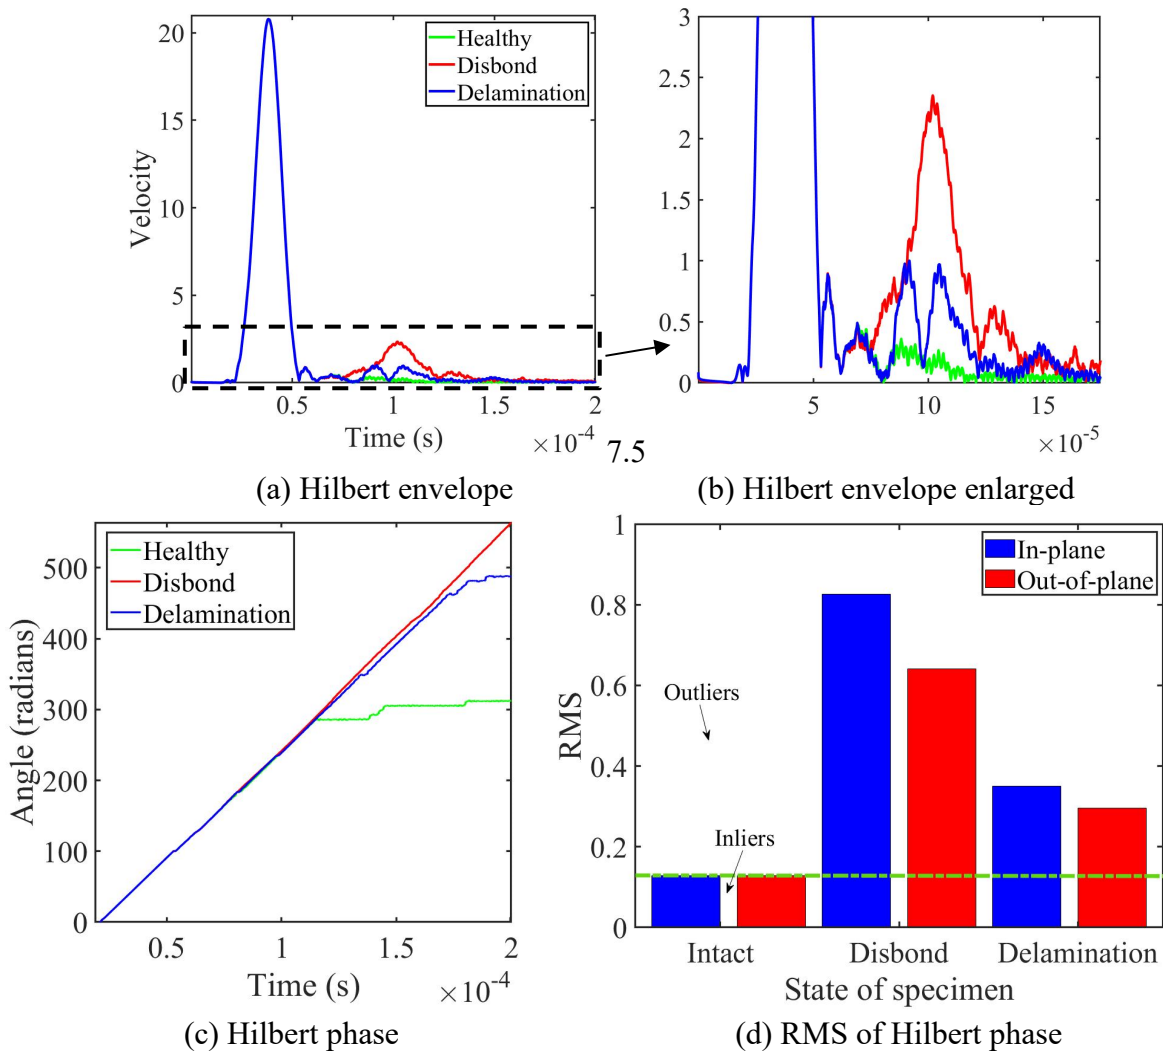 20
15
10
5
0
Velocity
Healthy
Disbond
Delamination
0.5
1
1.5
2
Time (s)
×10⁻⁴
7.5
(a) Hilbert envelope
3
2.5
2
1.5
1
0.5
0
5
10
15
×10⁻⁵
(b) Hilbert envelope enlarged
500
400
300
200
100
0
Angle (radians)
Healthy
Disbond
Delamination
0.5
1
1.5
2
Time (s)
×10⁻⁴
(c) Hilbert phase
1
0.8
0.6
0.4
0.2
0
RMS
In-plane
Out-of-plane
Outliers
Inliers
Intact
Disbond
Delamination
State of specimen
(d) RMS of Hilbert phase